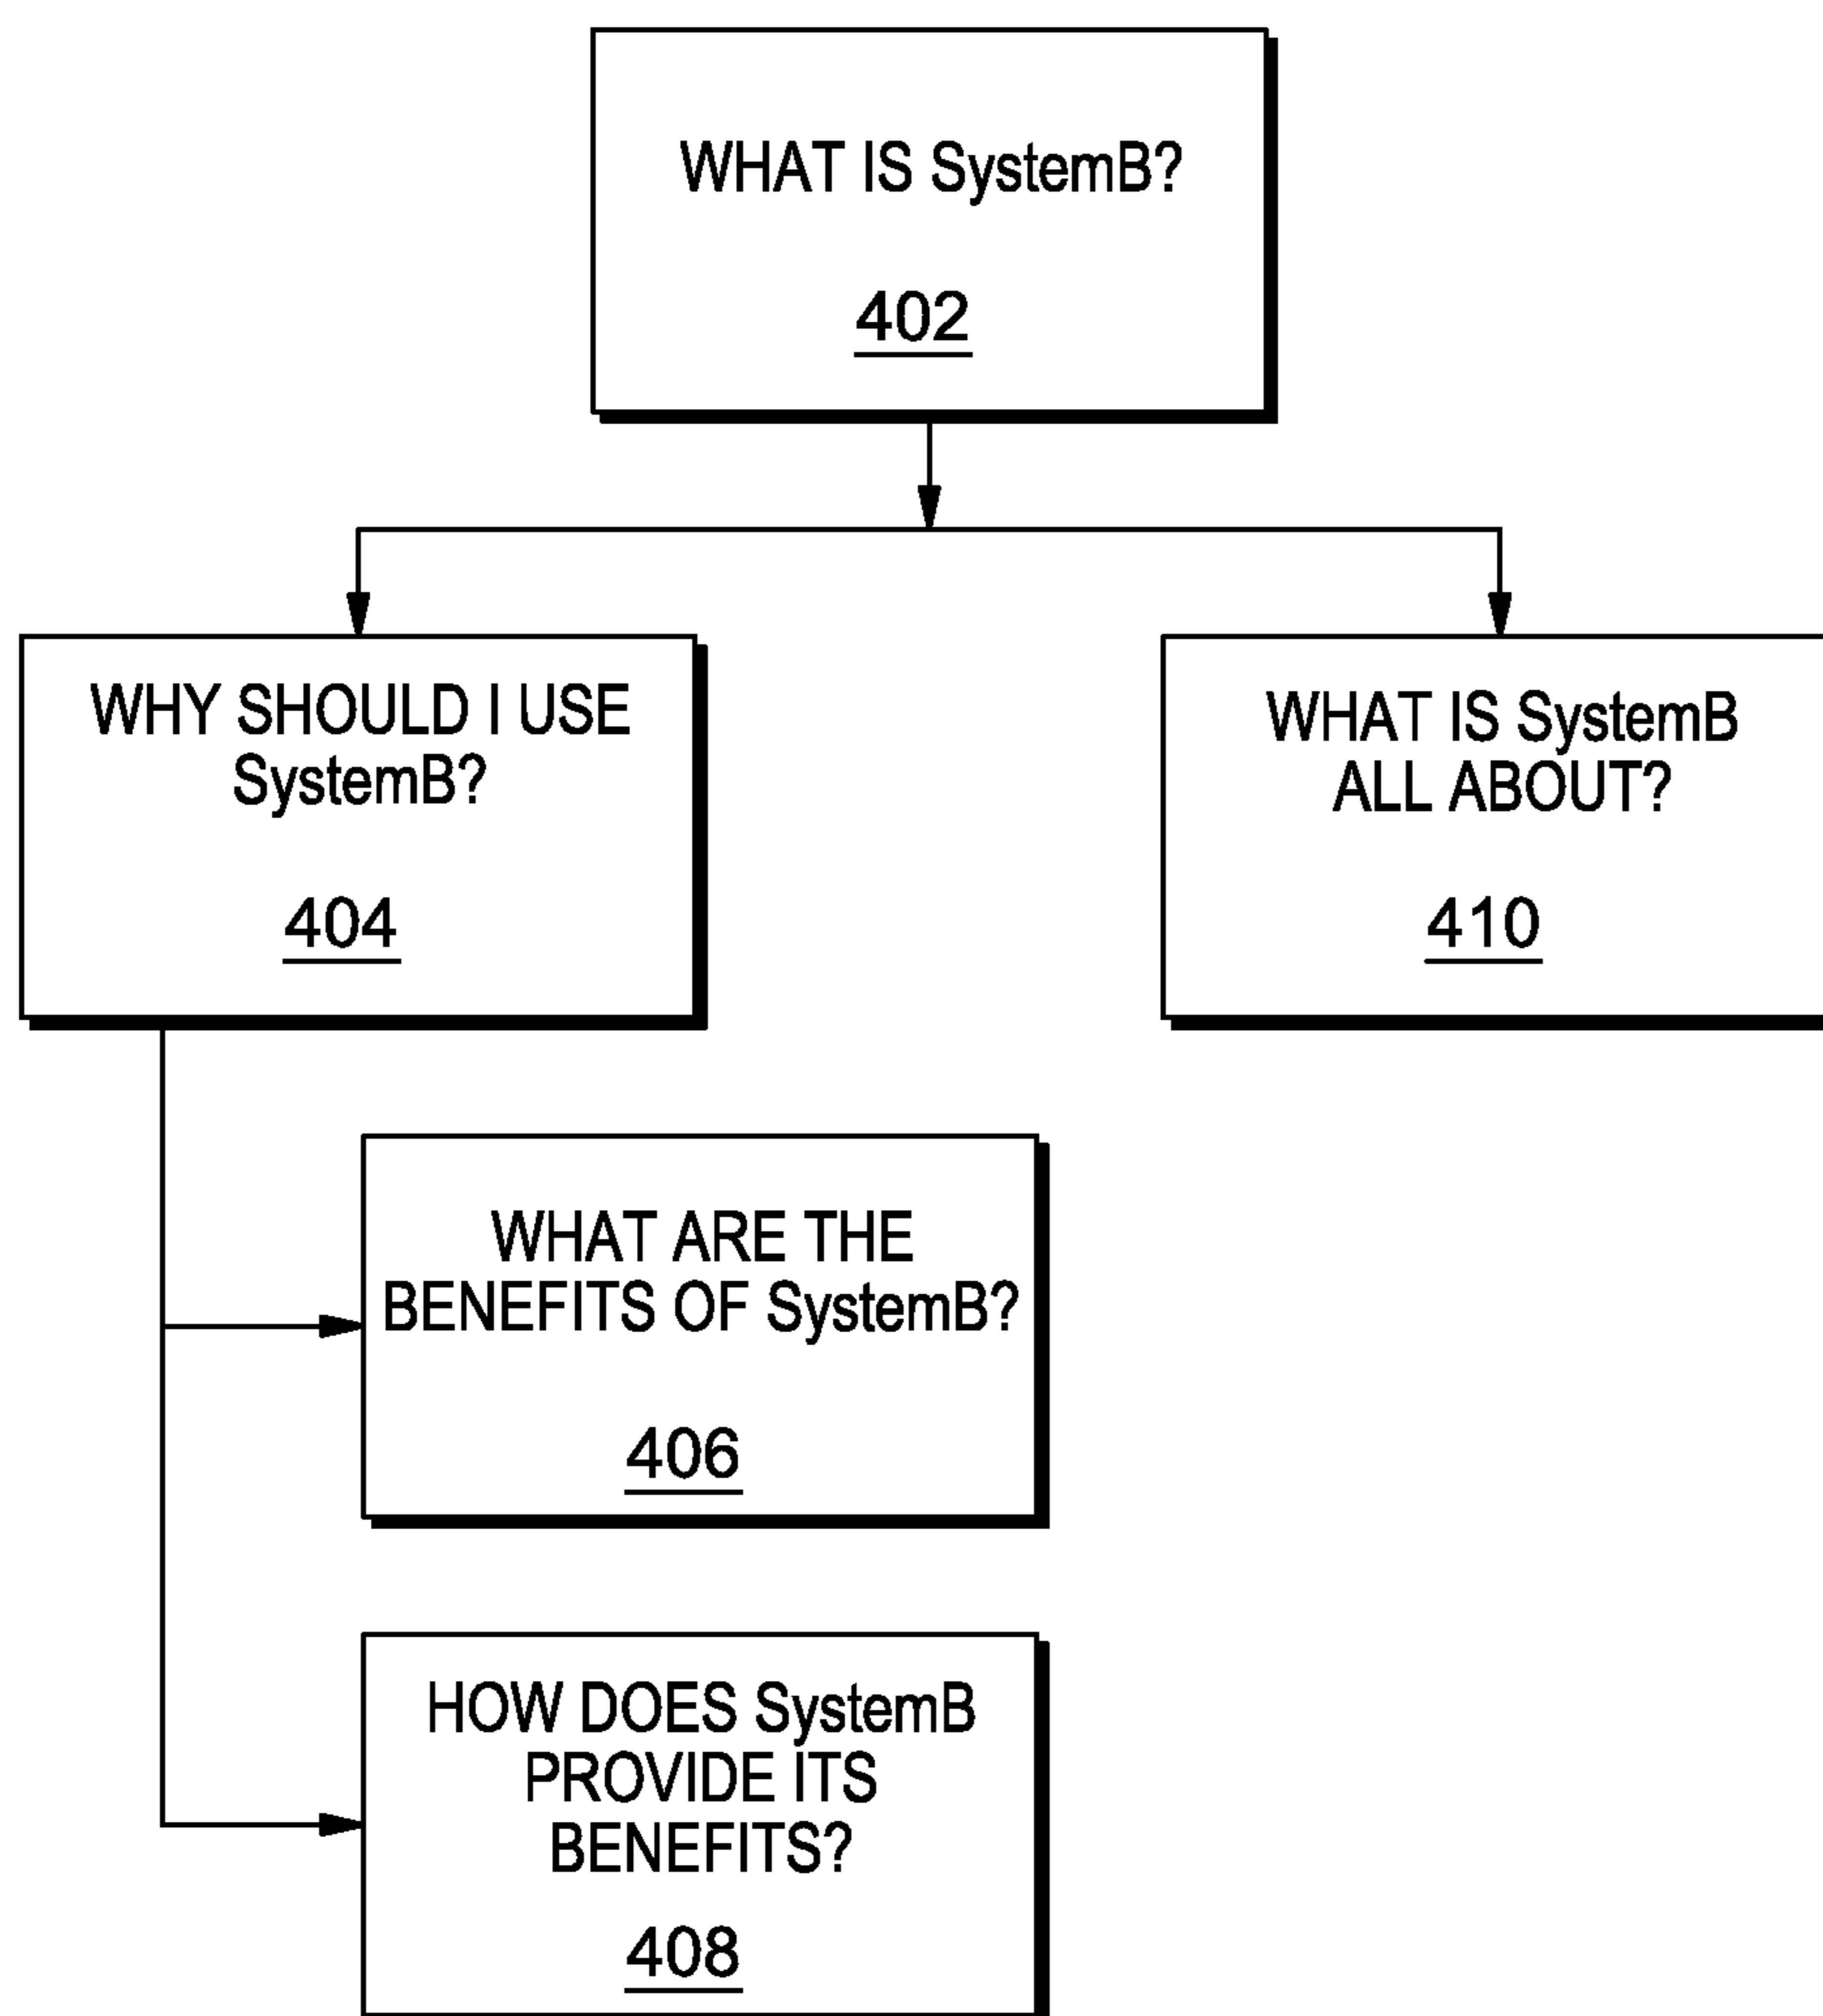 WHAT IS SystemB?
402
WHY SHOULD I USE
SystemB?
404
WHAT IS SystemB
ALL ABOUT?
410
WHAT ARE THE
BENEFITS OF SystemB?
406
HOW DOES SystemB
PROVIDE ITS
BENEFITS?
408